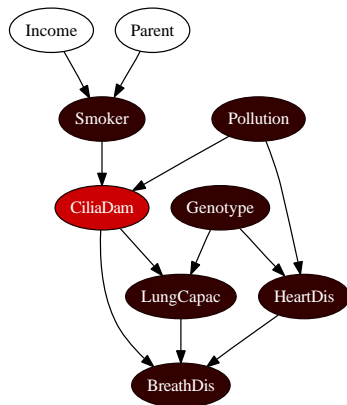 Income
Parent
Smoker
Pollution
CiliaDam
Genotype
LungCapac
HeartDis
BreathDis